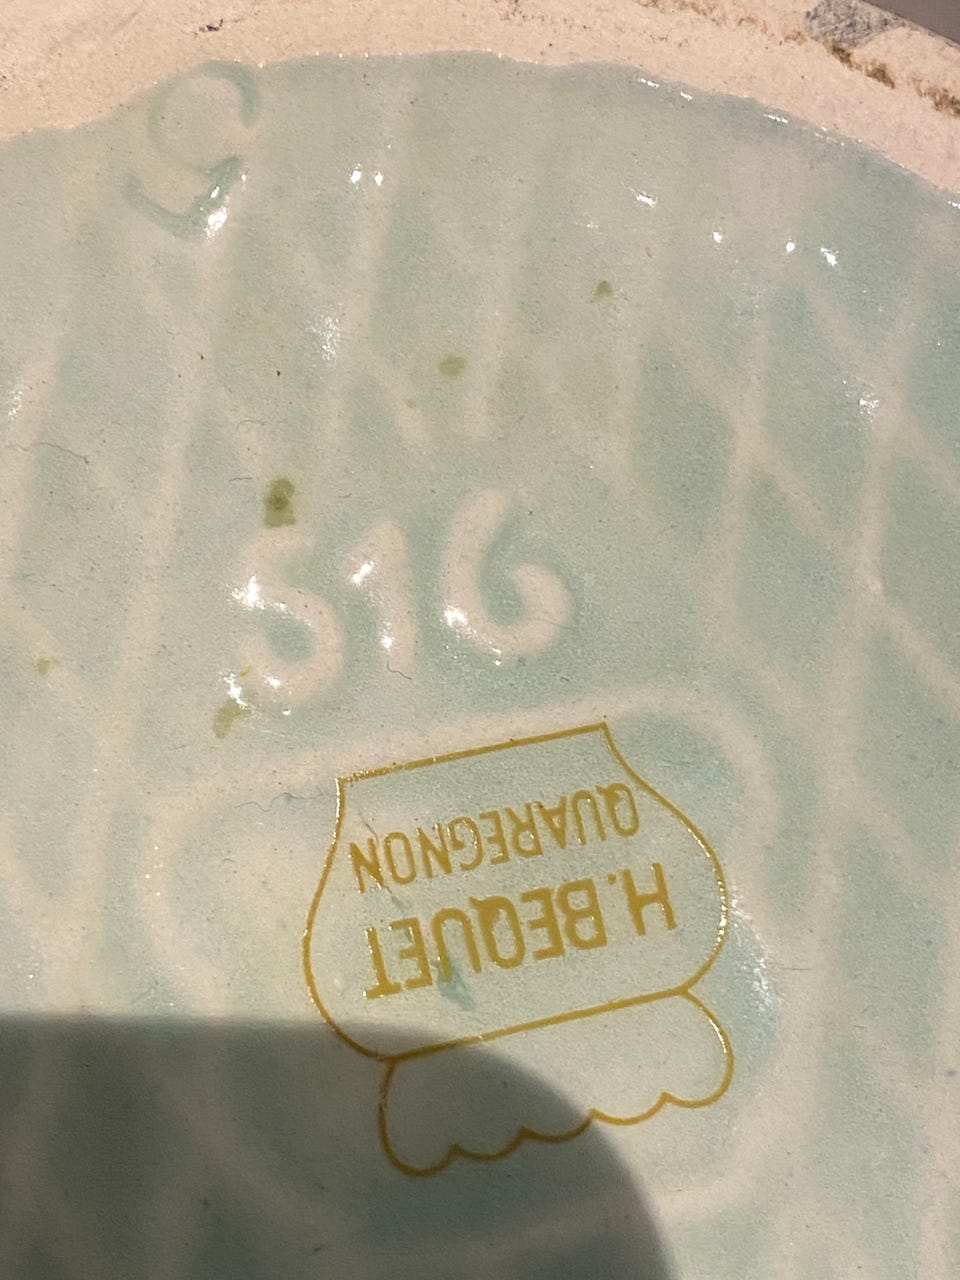 516
H. BEQUET
QUAREGNON